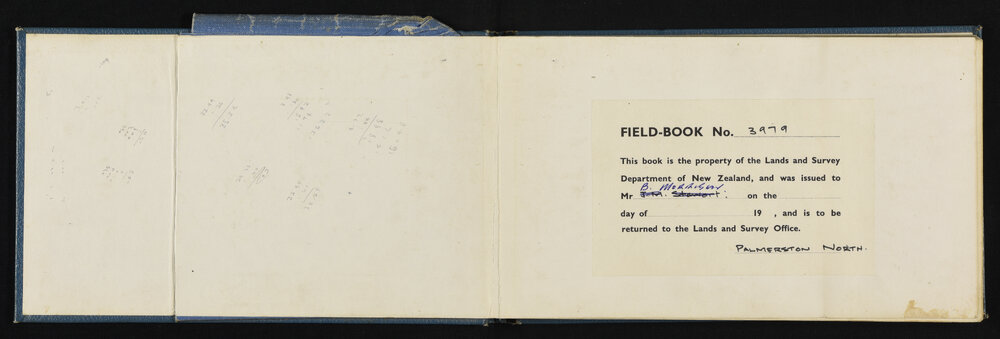 FIELD-BOOK No. 3979
This book is the property of the Lands and Survey
Department of New Zealand, and was issued to
B.
Mr J.M. Stewart. on the
day of 19 , and is to be
returned to the Lands and Survey Office.
PALMERSTON NORTH.